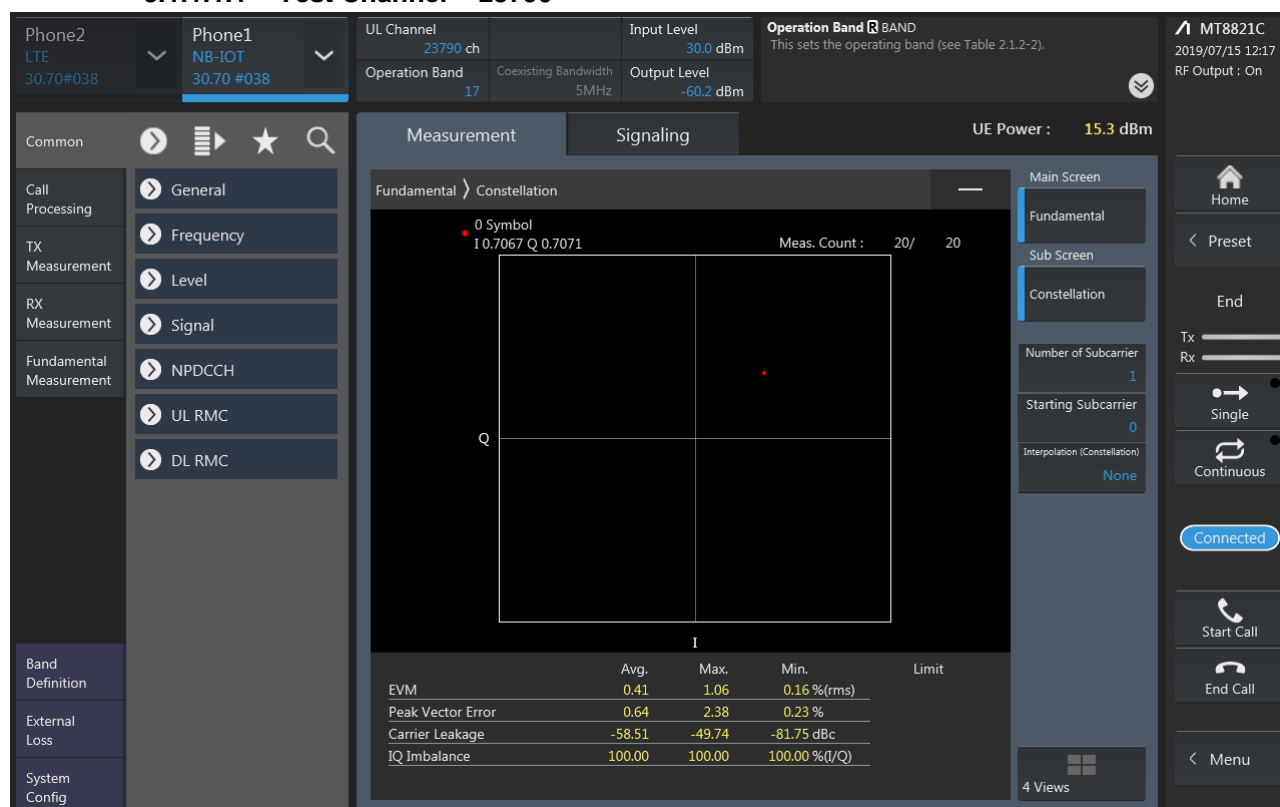 Phone2
LTE
30.70#038
Phone1
NB-IOT
30.70 #038
UL Channel
23790 ch
Operation Band
17
Coexisting Bandwidth
5MHz
Input Level
30.0 dBm
Output Level
-60.2 dBm
Operation Band R BAND
This sets the operating band (see Table 2.1.2-2).
MT8821C
2019/07/15 12:17
RF Output : On
Common
Call
Processing
TX
Measurement
RX
Measurement
Fundamental
Measurement
Band
Definition
External
Loss
System
Config
General
Frequency
Level
Signal
NPDCCH
UL RMC
DL RMC
Measurement
Signaling
UE Power : 15.3 dBm
Fundamental 〉 Constellation
0 Symbol
I 0.7067 Q 0.7071
Meas. Count : 20/ 20
Q
I
Avg. Max. Min. Limit
EVM 0.41 1.06 0.16 %(rms)
Peak Vector Error 0.64 2.38 0.23 %
Carrier Leakage -58.51 -49.74 -81.75 dBc
IQ Imbalance 100.00 100.00 100.00 %(I/Q)
Main Screen
Fundamental
Sub Screen
Constellation
Number of Subcarrier
1
Starting Subcarrier
0
Interpolation (Constellation)
None
4 Views
Home
< Preset
End
Tx
Rx
Single
Continuous
Connected
Start Call
End Call
< Menu